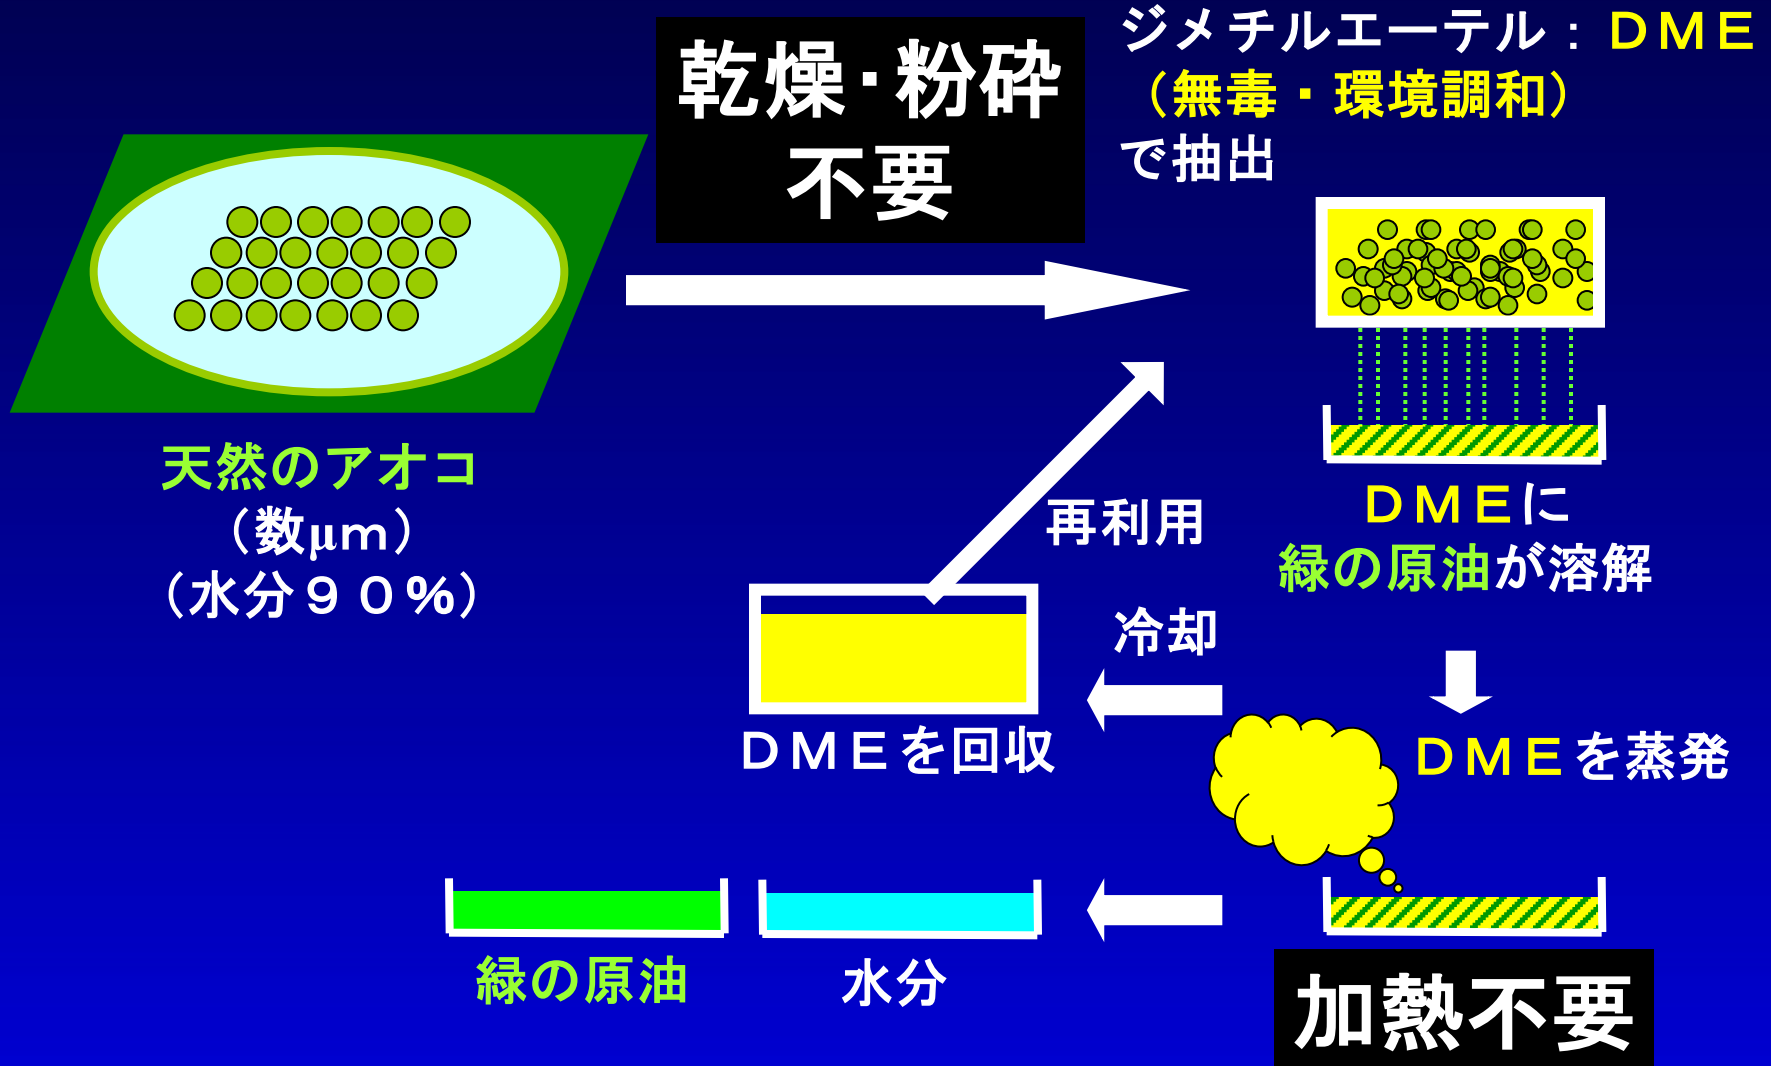 乾燥・粉砕
不要
ジメチルエーテル：ＤＭＥ
（無毒・環境調和）
で抽出
天然のアオコ
（数μｍ）
（水分９０％）
再利用
ＤＭＥに
緑の原油が溶解
冷却
ＤＭＥを回収
ＤＭＥを蒸発
緑の原油
水分
加熱不要